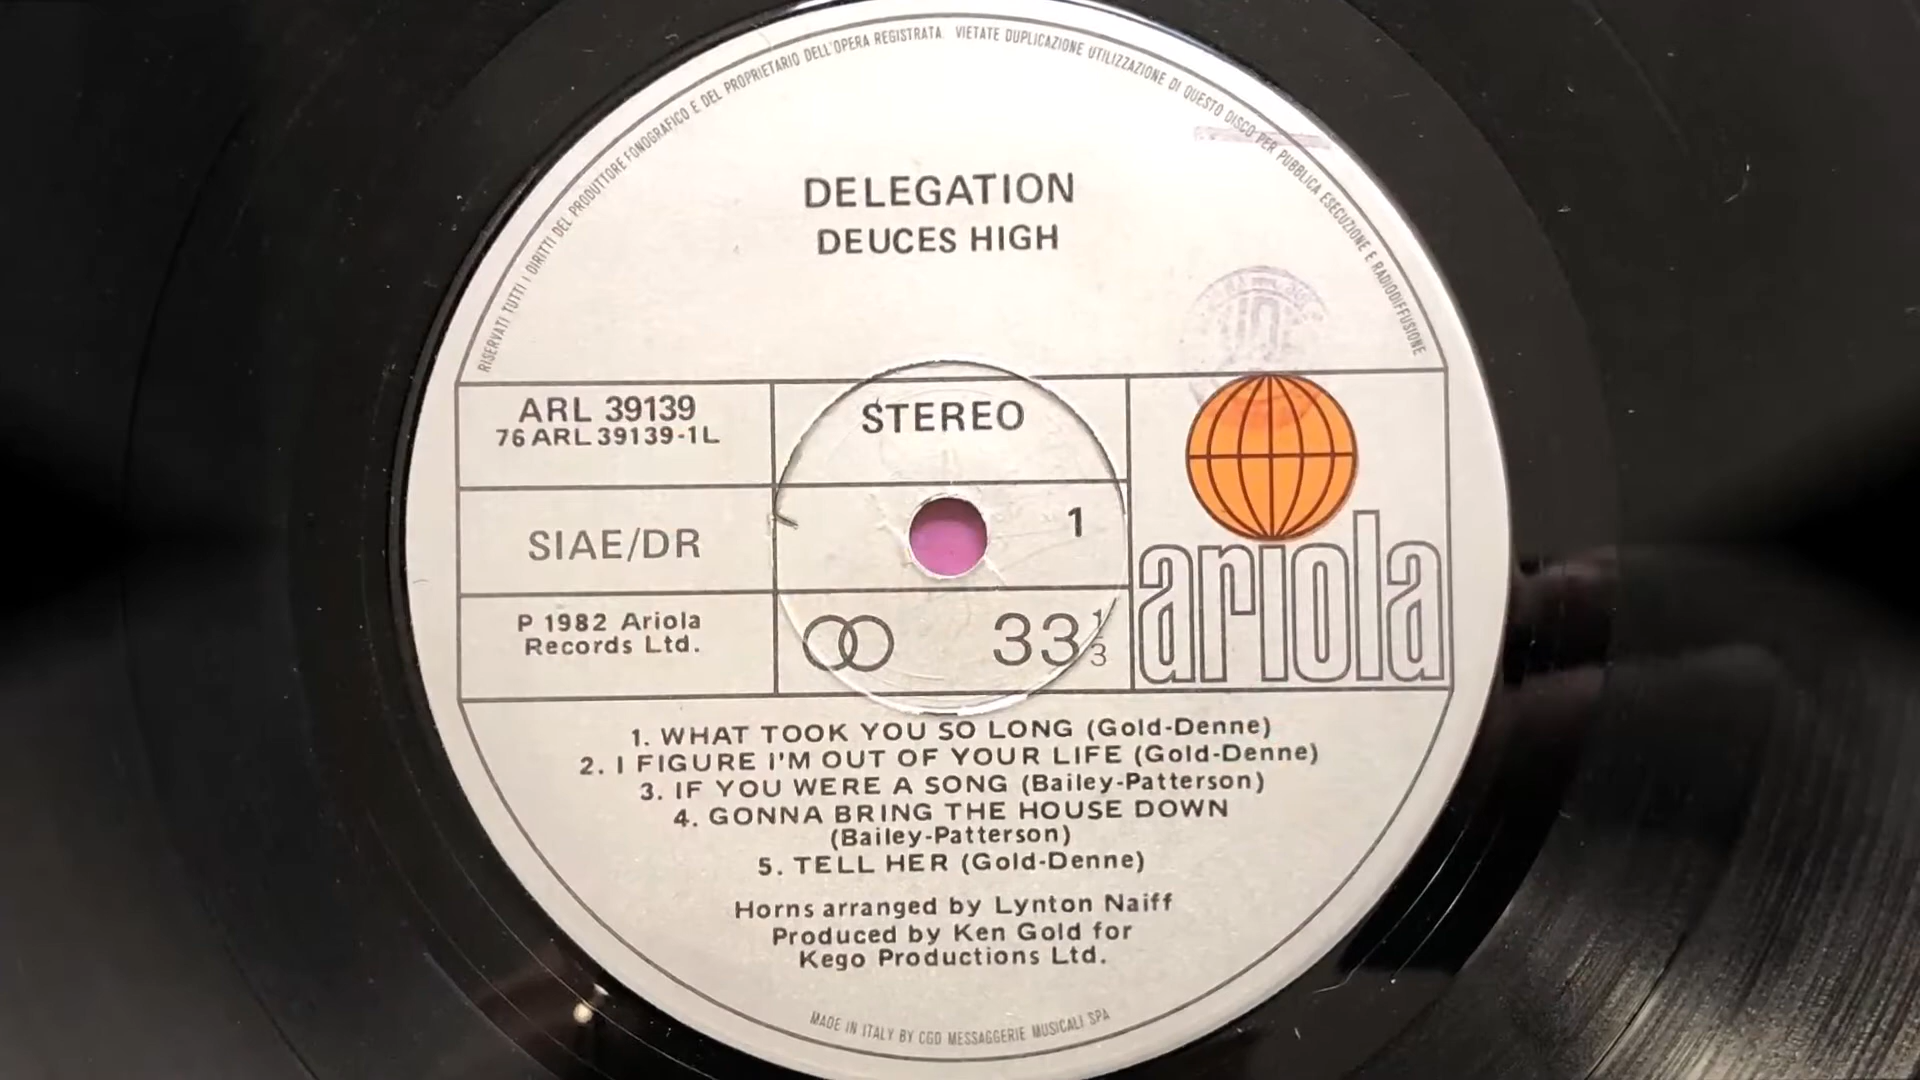 RISERVATI TUTTI I DIRITTI DEL PRODUTTORE FONOGRAFICO E DEL PROPRIETARIO DELL'OPERA REGISTRATA. VIETATE DUPLICAZIONE UTILIZZAZIONE DI QUESTO DISCO PER PUBBLICA ESECUZIONE E RADIODIFFUSIONE
DELEGATION
DEUCES HIGH
ARL 39139
76 ARL 39139-1L
STEREO
SIAE/DR
1
P 1982 Ariola
Records Ltd.
33 1/3
ariola
1. WHAT TOOK YOU SO LONG (Gold-Denne)
2. I FIGURE I'M OUT OF YOUR LIFE (Gold-Denne)
3. IF YOU WERE A SONG (Bailey-Patterson)
4. GONNA BRING THE HOUSE DOWN
(Bailey-Patterson)
5. TELL HER (Gold-Denne)
Horns arranged by Lynton Naiff
Produced by Ken Gold for
Kego Productions Ltd.
MADE IN ITALY BY CGD MESSAGGERIE MUSICALI SPA